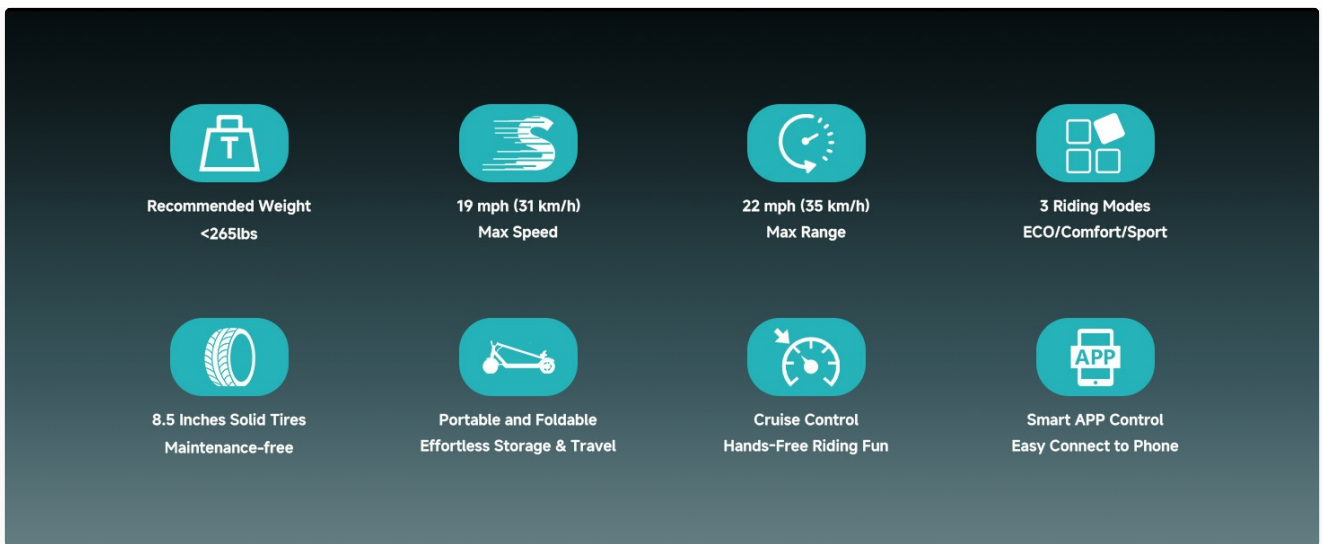 T
S
Recommended Weight
<265lbs
19 mph (31 km/h)
Max Speed
22 mph (35 km/h)
Max Range
3 Riding Modes
ECO/Comfort/Sport
8.5 Inches Solid Tires
Maintenance-free
Portable and Foldable
Effortless Storage & Travel
Cruise Control
Hands-Free Riding Fun
APP
Smart APP Control
Easy Connect to Phone